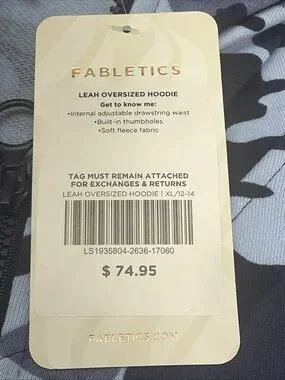 FABLETICS
LEAH OVERSIZED HOODIE
Get to know me:
•Internal adjustable drawstring waist
•Built-in thumbholes
•Soft fleece fabric
TAG MUST REMAIN ATTACHED
FOR EXCHANGES & RETURNS
LEAH OVERSIZED HOODIE | XL/12-14
LS1935804-2636-17060
$ 74.95
FABLETICS.COM